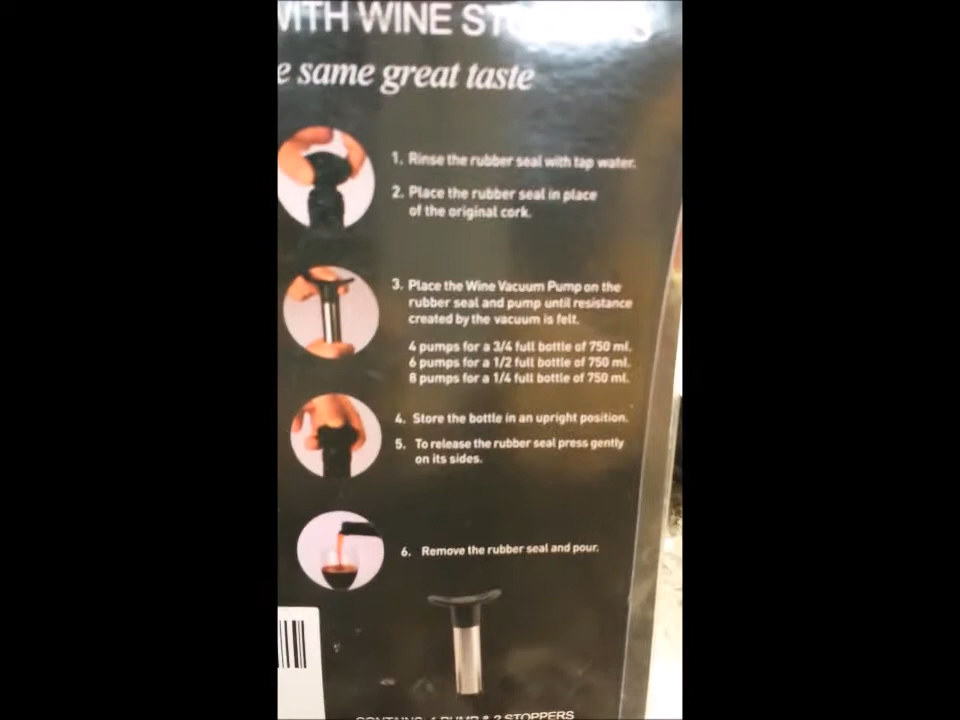 WITH WINE ST
e same great taste
1. Rinse the rubber seal with tap water.
2. Place the rubber seal in place
of the original cork.
3. Place the Wine Vacuum Pump on the
rubber seal and pump until resistance
created by the vacuum is felt.
4 pumps for a 3/4 full bottle of 750 ml.
6 pumps for a 1/2 full bottle of 750 ml.
8 pumps for a 1/4 full bottle of 750 ml.
4. Store the bottle in an upright position.
5. To release the rubber seal press gently
on its sides.
6. Remove the rubber seal and pour.
CONTAINS: 1 PUMP & 2 STOPPERS